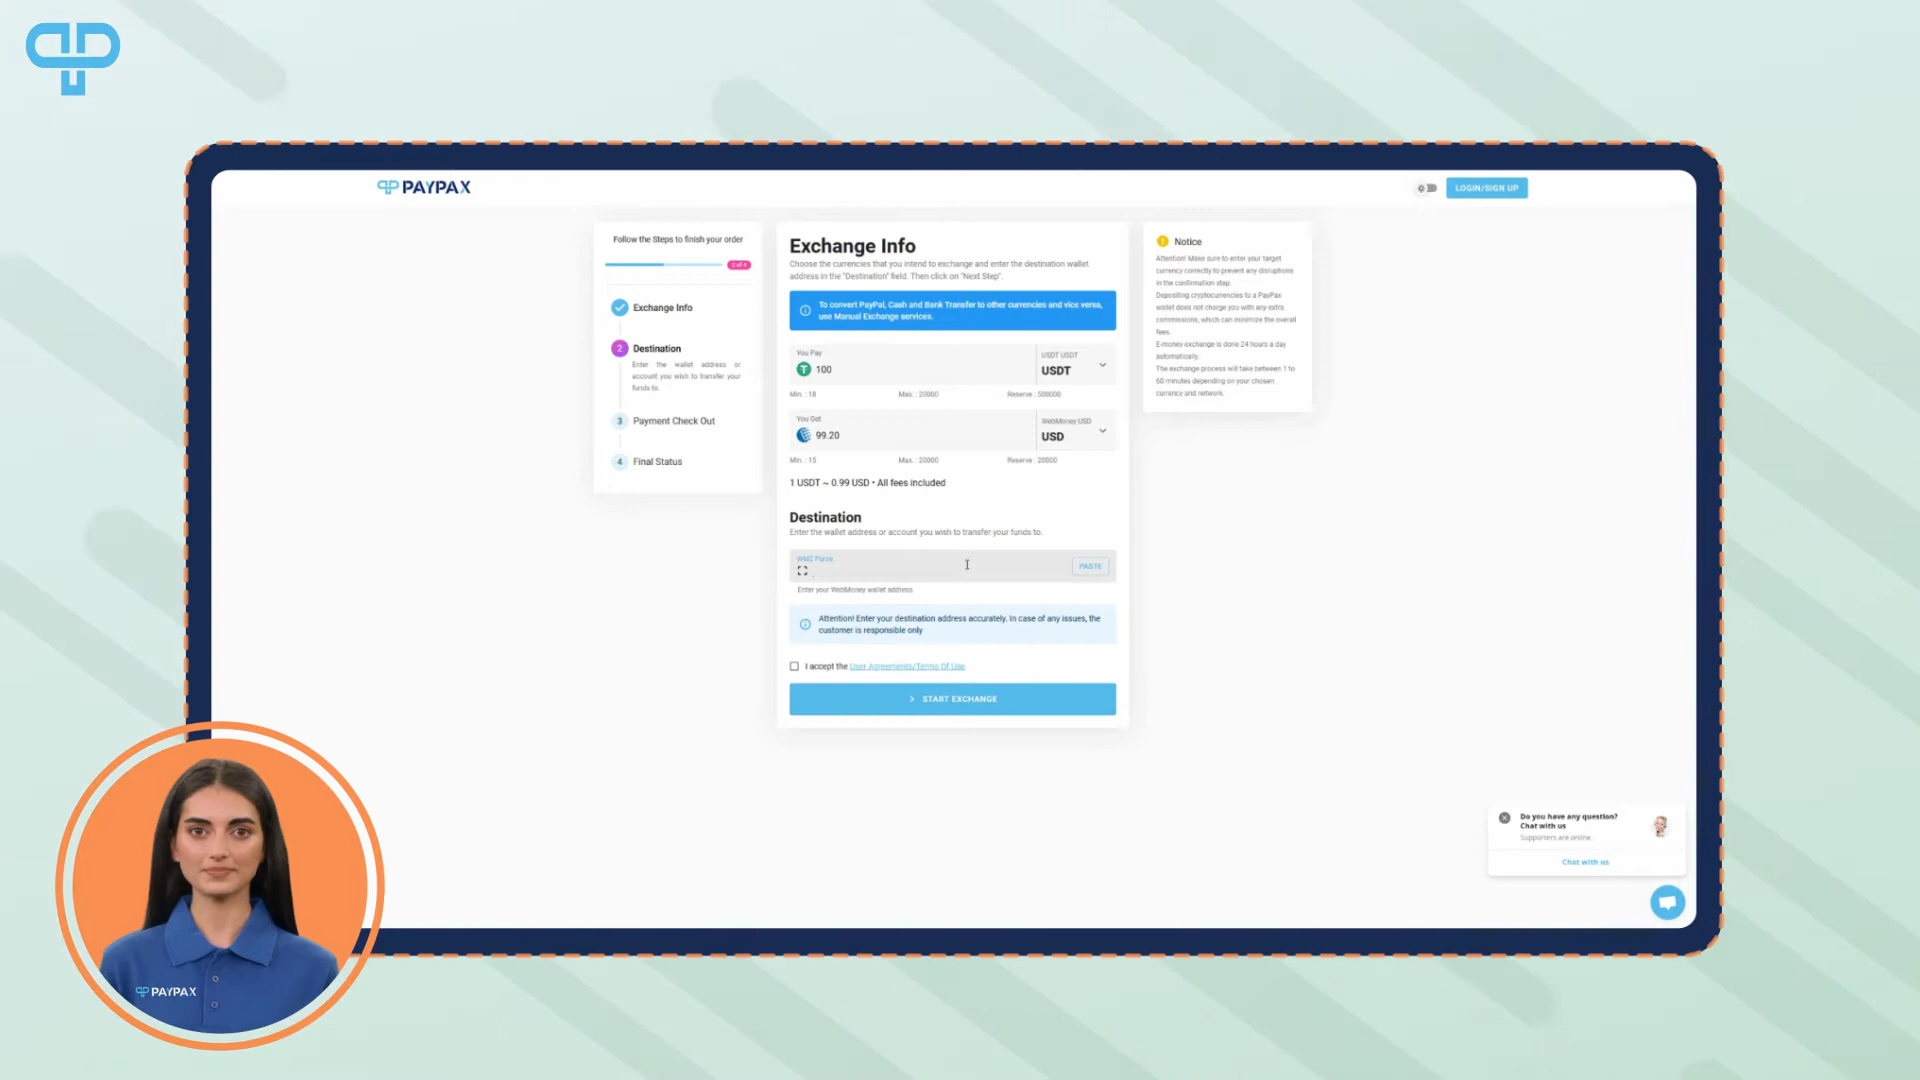 PAYPAX
LOGIN/SIGN UP
Follow the Steps to finish your order
2 of 4
Exchange Info
2 Destination
Enter the wallet address or
account you wish to transfer your
funds to.
3 Payment Check Out
4 Final Status
Exchange Info
Choose the currencies that you intend to exchange and enter the destination wallet
address in the "Destination" field. Then click on "Next Step".
To convert PayPal, Cash and Bank Transfer to other currencies and vice versa,
use Manual Exchange services.
You Pay
100
USDT USDT
USDT
Min. : 18 Max. : 20000 Reserve : 500000
You Get
99.20
WebMoney USD
USD
Min. : 15 Max. : 20000 Reserve : 20000
1 USDT ~ 0.99 USD • All fees included
Destination
Enter the wallet address or account you wish to transfer your funds to.
WMZ Purse
PASTE
Enter your WebMoney wallet address
Attention! Enter your destination address accurately. In case of any issues, the
customer is responsible only
I accept the User Agreements/Terms Of Use
> START EXCHANGE
Notice
Attention! Make sure to enter your target
currency correctly to prevent any disruptions
in the confirmation step.
Depositing cryptocurrencies to a PayPax
wallet does not charge you with any extra
commissions, which can minimize the overall
fees.
E-money exchange is done 24 hours a day
automatically.
The exchange process will take between 1 to
60 minutes depending on your chosen
currency and network.
Do you have any question?
Chat with us
Supporters are online.
Chat with us
PAYPAX